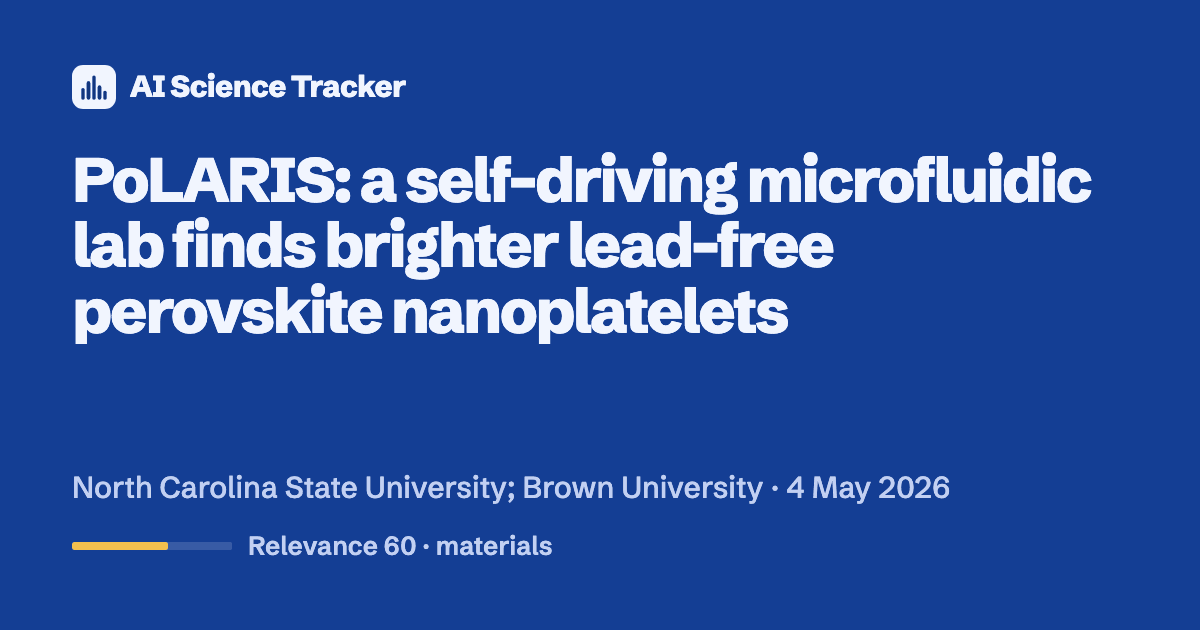 AI Science Tracker
PoLARIS: a self-driving microfluidic
lab finds brighter lead-free
perovskite nanoplatelets
North Carolina State University; Brown University · 4 May 2026
Relevance 60 · materials